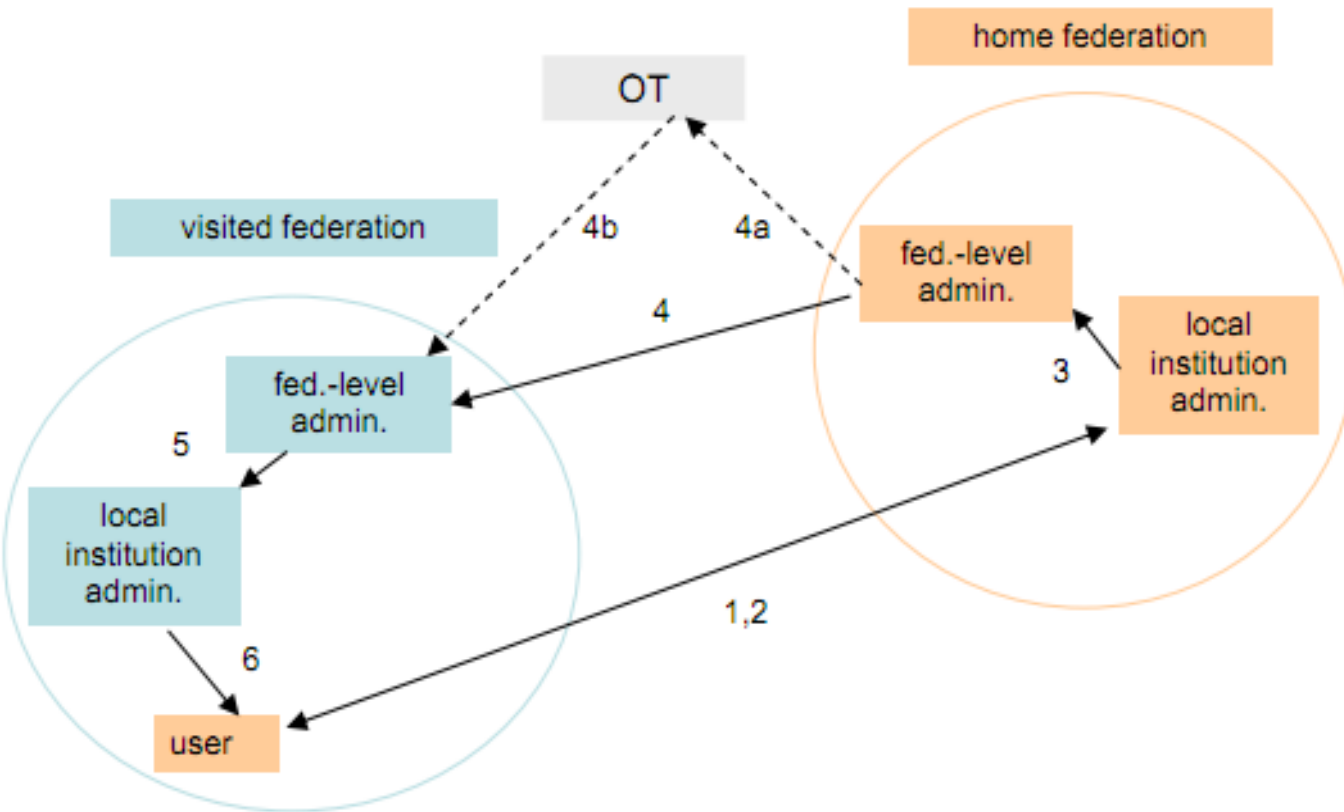 home federation
OT
visited federation
4b
4a
fed.-level
admin.
4
local
institution
admin.
3
fed.-level
admin.
5
local
institution
admin.
1,2
6
user